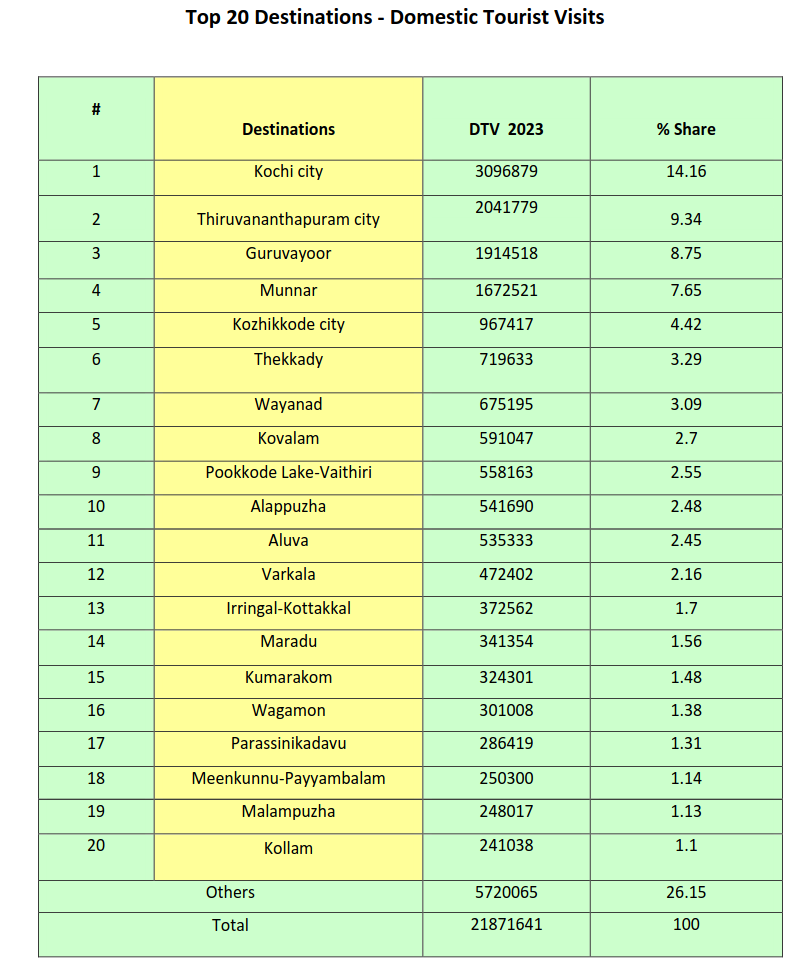 Top 20 Destinations - Domestic Tourist Visits
# Destinations DTV 2023 % Share
1 Kochi city 3096879 14.16
2 Thiruvananthapuram city 2041779 9.34
3 Guruvayoor 1914518 8.75
4 Munnar 1672521 7.65
5 Kozhikkode city 967417 4.42
6 Thekkady 719633 3.29
7 Wayanad 675195 3.09
8 Kovalam 591047 2.7
9 Pookkode Lake-Vaithiri 558163 2.55
10 Alappuzha 541690 2.48
11 Aluva 535333 2.45
12 Varkala 472402 2.16
13 Irringal-Kottakkal 372562 1.7
14 Maradu 341354 1.56
15 Kumarakom 324301 1.48
16 Wagamon 301008 1.38
17 Parassinikadavu 286419 1.31
18 Meenkunnu-Payyambalam 250300 1.14
19 Malampuzha 248017 1.13
20 Kollam 241038 1.1
Others 5720065 26.15
Total 21871641 100